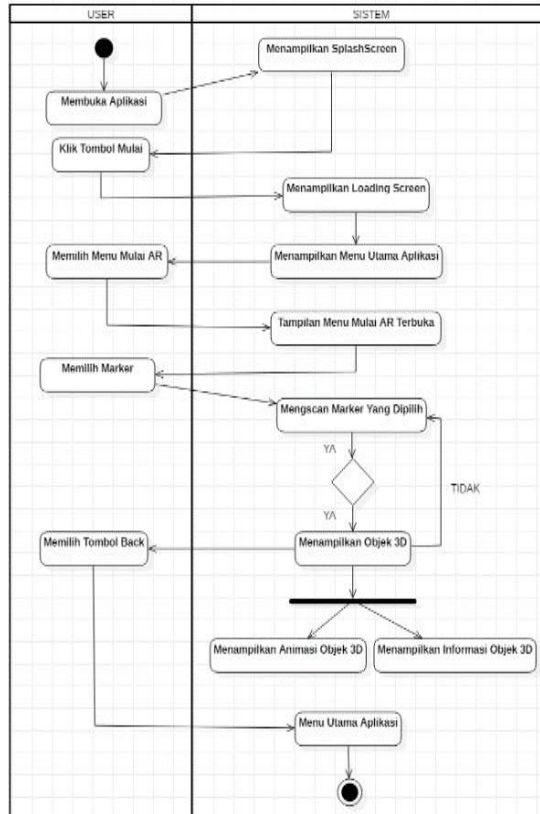 USER
SISTEM
Menampilkan SplashScreen
Membuka Aplikasi
Klik Tombol Mulai
Menampilkan Loading Screen
Memilih Menu Mulai AR
Menampilkan Menu Utama Aplikasi
Tampilan Menu Mulai AR Terbuka
Memilih Marker
Mengscan Marker Yang Dipilih
YA
TIDAK
YA
Memilih Tombol Back
Menampilkan Objek 3D
Menampilkan Animasi Objek 3D
Menampilkan Informasi Objek 3D
Menu Utama Aplikasi